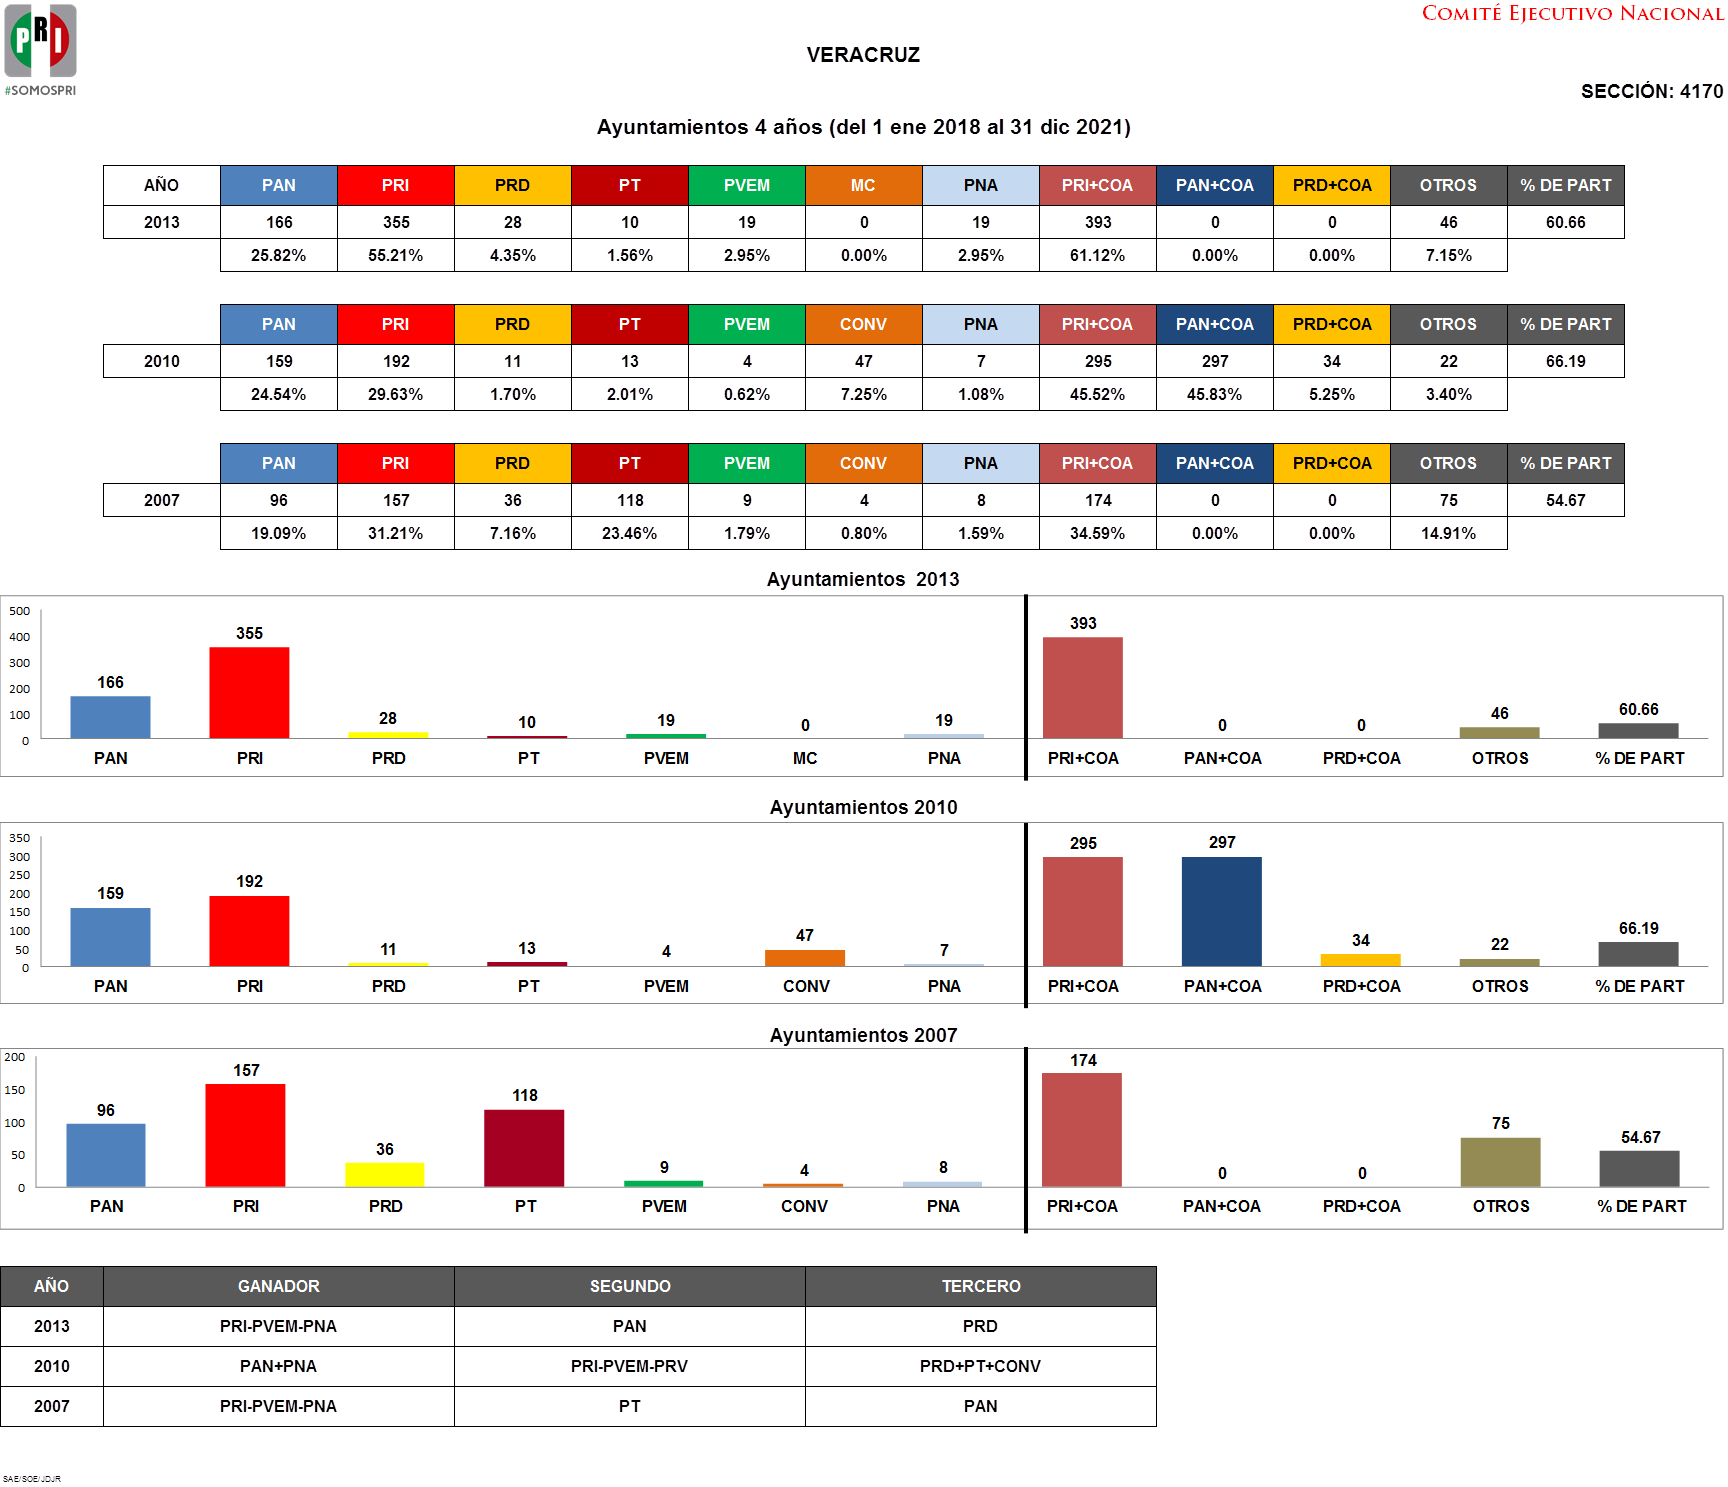 COMITÉ EJECUTIVO NACIONAL
PRI
#SOMOSPRI
VERACRUZ
SECCIÓN: 4170
Ayuntamientos 4 años (del 1 ene 2018 al 31 dic 2021)
AÑO PAN PRI PRD PT PVEM MC PNA PRI+COA PAN+COA PRD+COA OTROS % DE PART
2013 166 355 28 10 19 0 19 393 0 0 46 60.66
25.82% 55.21% 4.35% 1.56% 2.95% 0.00% 2.95% 61.12% 0.00% 0.00% 7.15%
PAN PRI PRD PT PVEM CONV PNA PRI+COA PAN+COA PRD+COA OTROS % DE PART
2010 159 192 11 13 4 47 7 295 297 34 22 66.19
24.54% 29.63% 1.70% 2.01% 0.62% 7.25% 1.08% 45.52% 45.83% 5.25% 3.40%
PAN PRI PRD PT PVEM CONV PNA PRI+COA PAN+COA PRD+COA OTROS % DE PART
2007 96 157 36 118 9 4 8 174 0 0 75 54.67
19.09% 31.21% 7.16% 23.46% 1.79% 0.80% 1.59% 34.59% 0.00% 0.00% 14.91%
Ayuntamientos 2013
500
400
300
200
100
0
166 355 28 10 19 0 19 393 0 0 46 60.66
PAN PRI PRD PT PVEM MC PNA PRI+COA PAN+COA PRD+COA OTROS % DE PART
Ayuntamientos 2010
350
300
250
200
150
100
50
0
159 192 11 13 4 47 7 295 297 34 22 66.19
PAN PRI PRD PT PVEM CONV PNA PRI+COA PAN+COA PRD+COA OTROS % DE PART
Ayuntamientos 2007
200
150
100
50
0
96 157 36 118 9 4 8 174 0 0 75 54.67
PAN PRI PRD PT PVEM CONV PNA PRI+COA PAN+COA PRD+COA OTROS % DE PART
AÑO GANADOR SEGUNDO TERCERO
2013 PRI-PVEM-PNA PAN PRD
2010 PAN+PNA PRI-PVEM-PRV PRD+PT+CONV
2007 PRI-PVEM-PNA PT PAN
SAE/SOE/JDJR